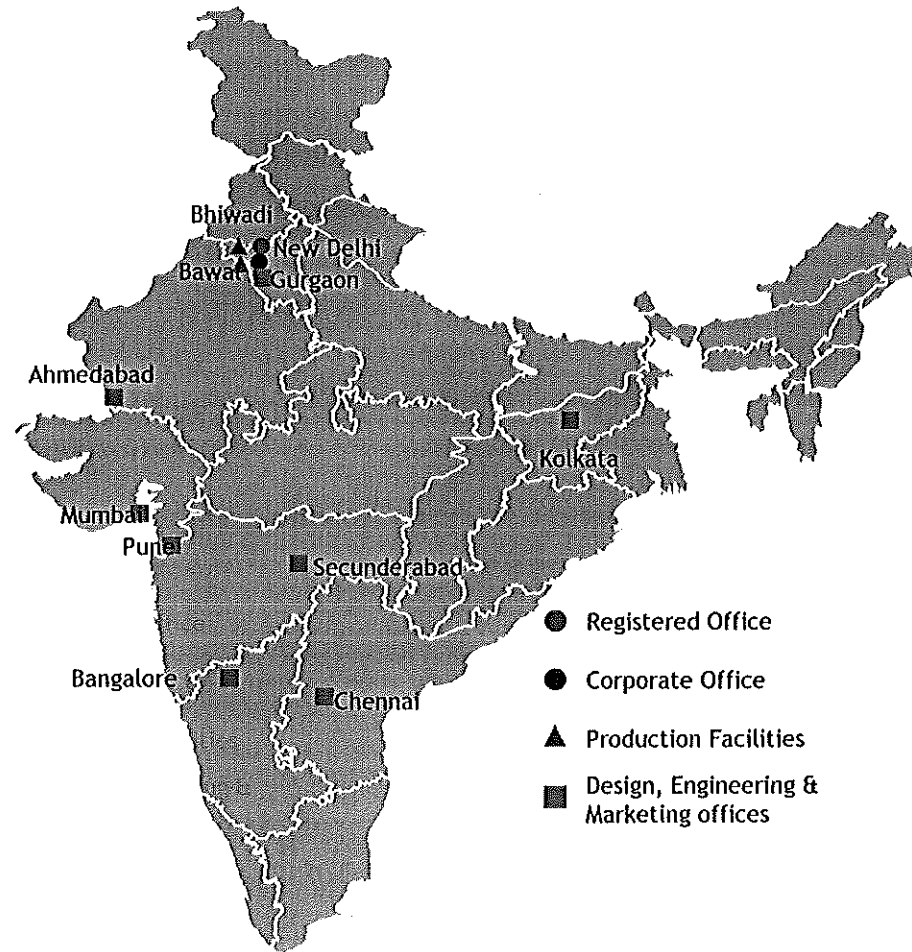 Bhiwadi
New Delhi
Bawal
Gurgaon
Ahmedabad
Kolkata
Mumbai
Pune
Secunderabad
Registered Office
Bangalore
Corporate Office
Chennai
Production Facilities
Design, Engineering &
Marketing offices